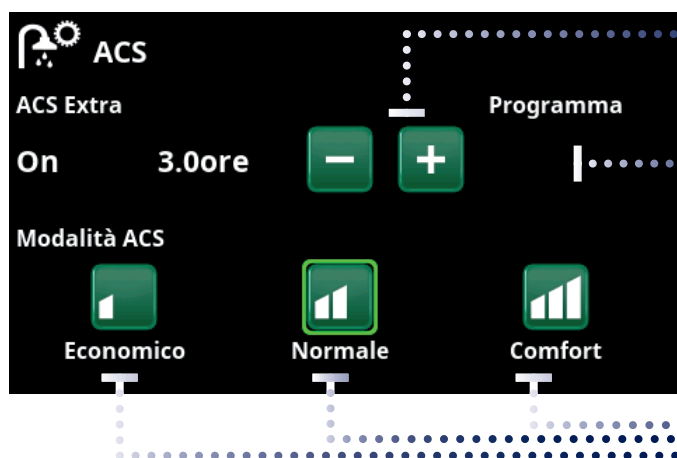 ACS
ACS Extra
Programma
On 3.0ore − +
Modalità ACS
Economico Normale Comfort